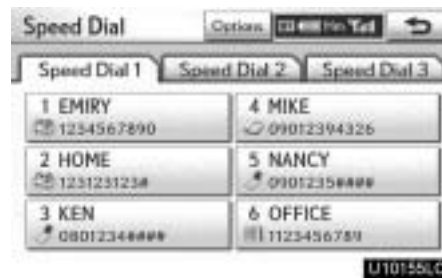 Speed Dial Options
Speed Dial 1 Speed Dial 2 Speed Dial 3
1 EMIRY 4 MIKE
1234567890 09012394326
2 HOME 5 NANCY
123123123# 0901235####
3 KEN 6 OFFICE
0801234#### 1123456789